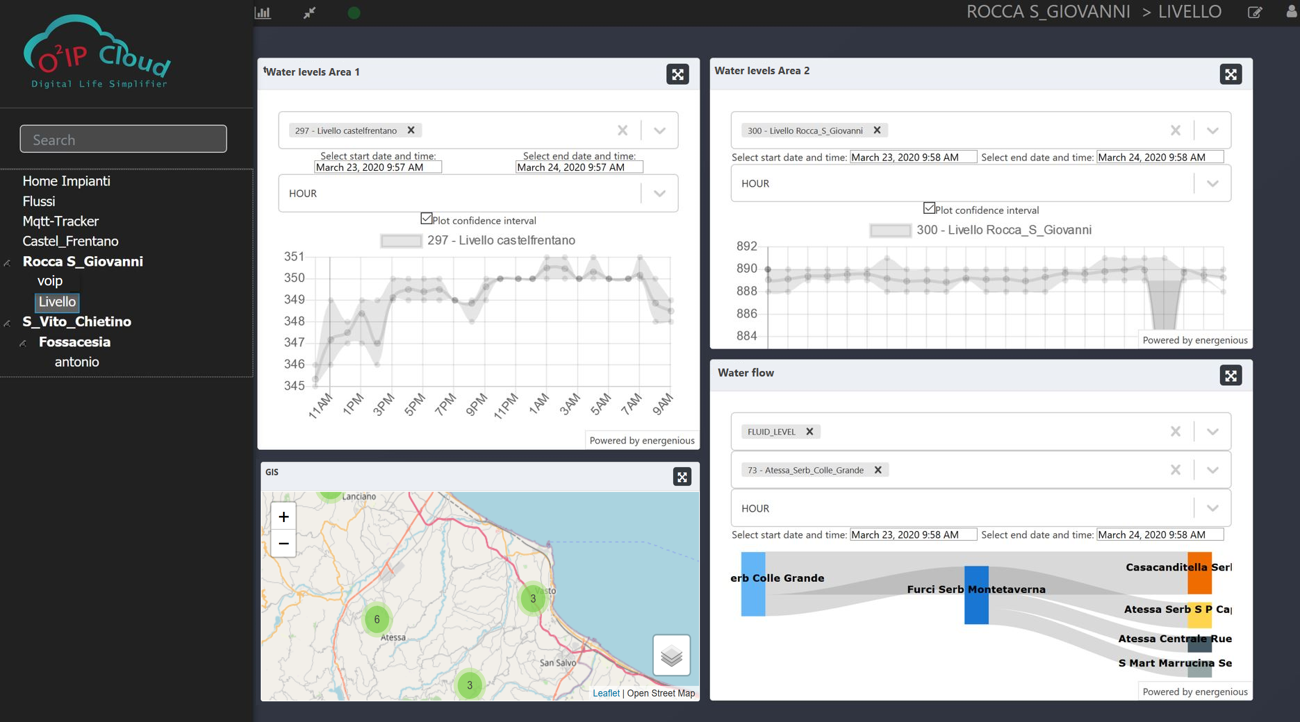 O2IP Cloud
Digital Life Simplifier
Search
Home Impianti
Flussi
Mqtt-Tracker
Castel_Frentano
Rocca S_Giovanni
voip
Livello
S_Vito_Chietino
Fossacesia
antonio
ROCCA S_GIOVANNI > LIVELLO
Water levels Area 1
297 - Livello castelfrentano
Select start date and time:
March 23, 2020 9:57 AM
Select end date and time:
March 24, 2020 9:57 AM
HOUR
Plot confidence interval
297 - Livello castelfrentano
351
350
349
348
347
346
345
11AM 1PM 3PM 5PM 7PM 9PM 11PM 1AM 3AM 5AM 7AM 9AM
Powered by energenious
Water levels Area 2
300 - Livello Rocca_S_Giovanni
Select start date and time: March 23, 2020 9:58 AM Select end date and time: March 24, 2020 9:58 AM
HOUR
Plot confidence interval
300 - Livello Rocca_S_Giovanni
892
890
888
886
884
Powered by energenious
GIS
+
−
Lanciano
3
sto
6
Atessa
San Salvo
3
Leaflet | Open Street Map
Water flow
FLUID_LEVEL
73 - Atessa_Serb_Colle_Grande
HOUR
Select start date and time: March 23, 2020 9:58 AM Select end date and time: March 24, 2020 9:58 AM
erb Colle Grande
Furci Serb Montetaverna
Casacanditella Ser
Atessa Serb S P Ca
Atessa Centrale Rue
S Mart Marrucina Se
Powered by energenious